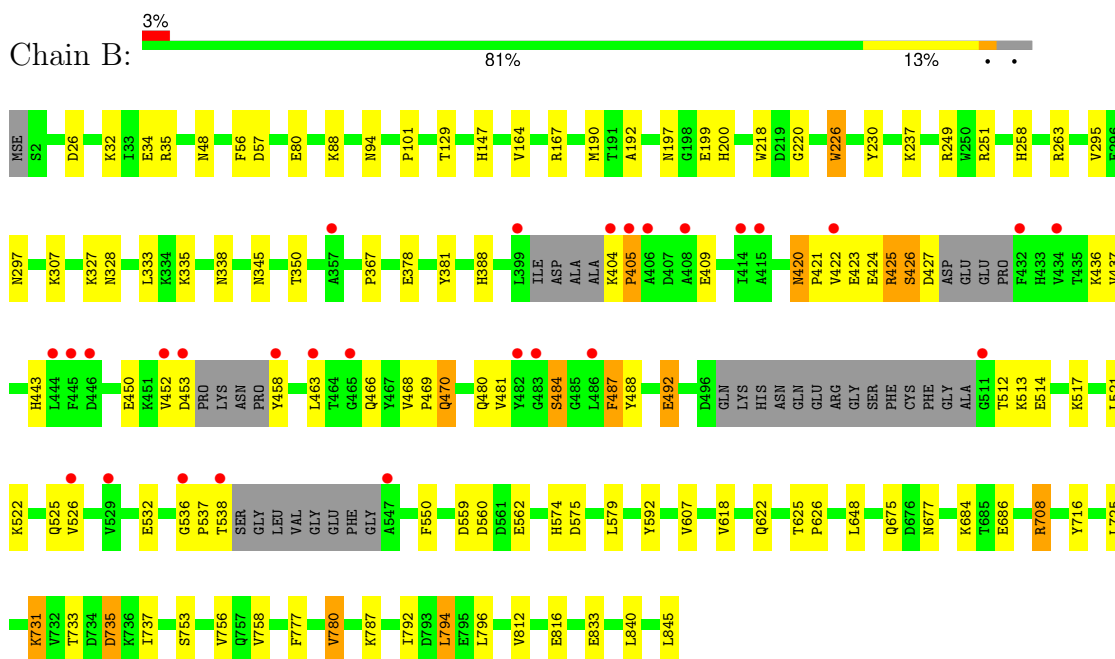 3%
Chain B:
81% 13% • •
MSE S2 D26 K32 I33 E34 R35 N48 F56 D57 E80 K88 N94 P101 T129 H147 V164 R167 M190 T191 A192 N197 G198 E199 H200 W218 D219 G220 W226 Y230 K237 R249 W250 R251 H258 R263 V295 E296
N297 K307 K327 N328 L333 K334 K335 N338 N345 T350 A357 P367 E378 Y381 H388 L399 ILE ASP ALA ALA K404 P405 A406 D407 A408 E409 I414 A415 N420 P421 V422 E423 E424 R425 S426 D427 ASP GLU GLU PRO F432 H433 V434 T435 K436 V437
H443 L444 F445 D446 E450 K451 V452 D453 PRO LYS ASN PRO Y458 L463 T464 G465 Q466 Y467 V468 P469 Q470 Q480 V481 Y482 G483 S484 G485 L486 F487 Y488 E492 D496 GLN LYS HIS ASN GLN GLU ARG GLY SER PHE CYS PHE GLY ALA G511 T512 K513 E514 K517 L521
K522 Q525 V526 V529 E532 G536 P537 T538 SER GLY LEU VAL GLY GLU PHE GLY A547 F550 D559 D560 D561 E562 H574 D575 L579 Y592 V607 V618 Q622 T625 P626 L648 Q675 D676 N677 K684 T685 E686 R708 Y716
K731 V732 T733 D734 D735 K736 I737 S753 V756 Q757 V758 F777 V780 K787 I792 D793 L794 E795 L796 V812 E816 E833 L840 L845